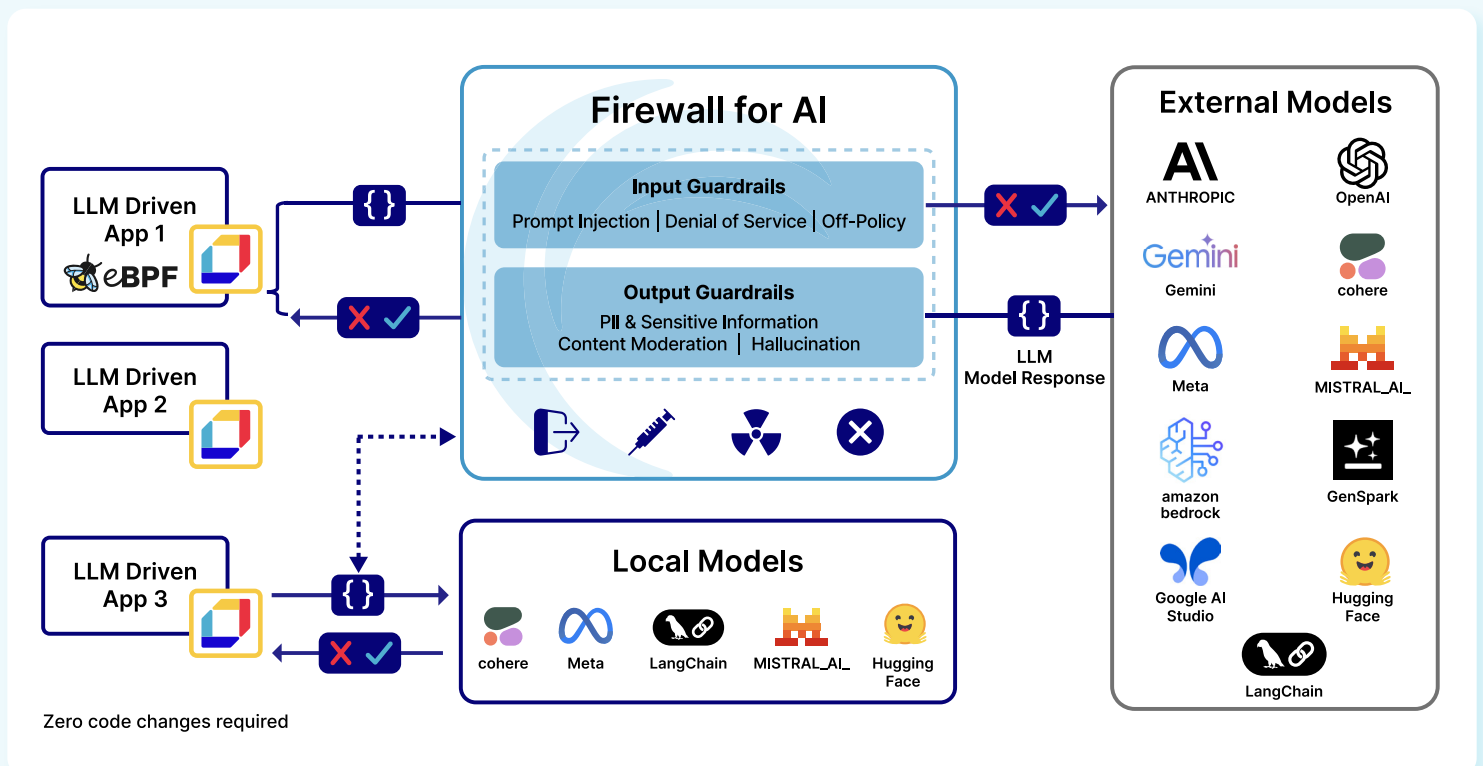 Firewall for AI
Input Guardrails
Prompt Injection | Denial of Service | Off-Policy
Output Guardrails
PII & Sensitive Information
Content Moderation | Hallucination
LLM Driven
App 1
eBPF
{}
LLM Driven
App 2
LLM Driven
App 3
{}
{}
LLM
Model Response
Local Models
cohere
Meta
LangChain
MISTRAL_AI_
Hugging
Face
External Models
ANTHROPIC
OpenAI
Gemini
Gemini
cohere
Meta
MISTRAL_AI_
amazon
bedrock
GenSpark
Google AI
Studio
Hugging
Face
LangChain
Zero code changes required